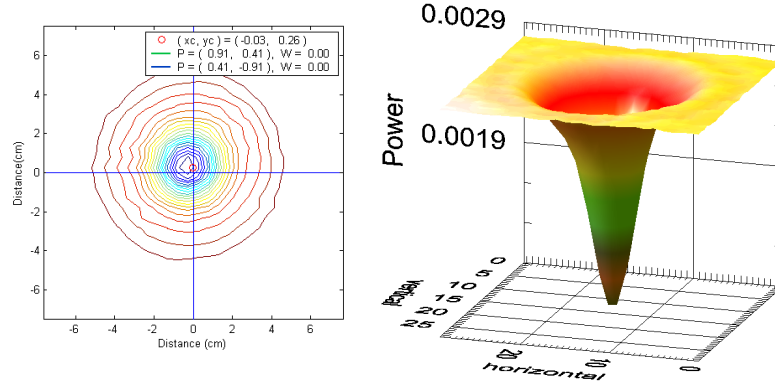 ( xc, yc ) = ( -0.03, 0.26 )
P = ( 0.91, 0.41 ), W = 0.00
P = ( 0.41, -0.91 ), W = 0.00
6
4
2
0
-2
-4
-6
Distance(cm)
-6 -4 -2 0 2 4 6
Distance (cm)
0.0029
0.0019
Power
0
5
10
15
20
25
vertical
20 10 0
horizontal